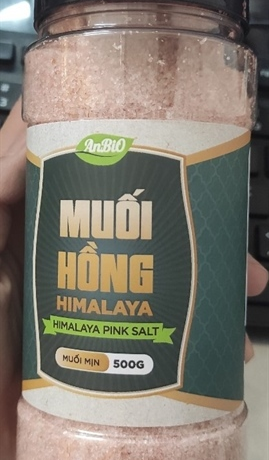 AnBiO
MUỐI
HỒNG
HIMALAYA
HIMALAYA PINK SALT
MUỐI MỊN 500G